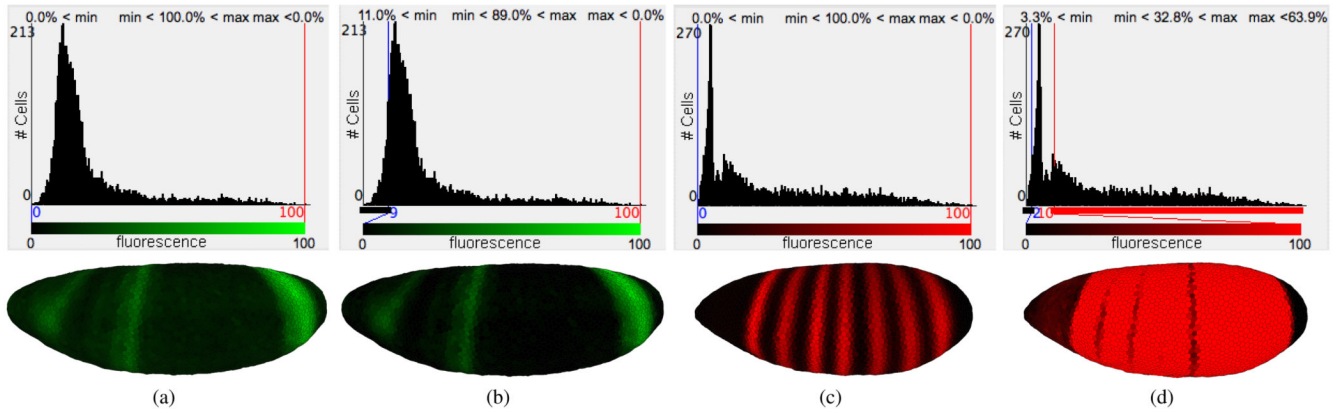 0.0% < min min < 100.0% < max max <0.0%
213
# Cells
0
0 100
0 fluorescence 100
(a)
11.0% < min min < 89.0% < max max < 0.0%
213
# Cells
0
9 100
0 fluorescence 100
(b)
0.0% < min min < 100.0% < max max < 0.0%
270
# Cells
0
0 100
0 fluorescence 100
(c)
3.3% < min min < 32.8% < max max <63.9%
270
# Cells
0
2 10
0 fluorescence 100
(d)